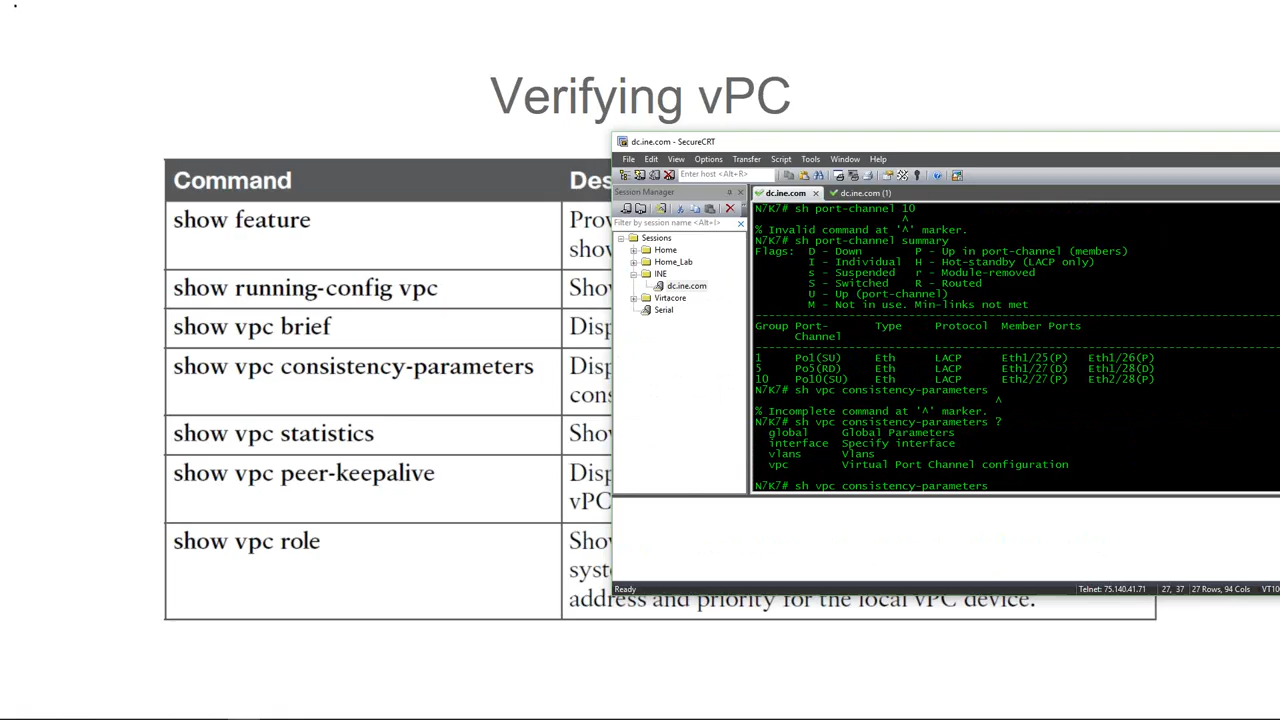 Verifying vPC
Command
Des
show feature
Prov
show
show running-config vpc
Show
show vpc brief
Disp
show vpc consistency-parameters
Disp
cons
show vpc statistics
Show
show vpc peer-keepalive
Disp
vPC
show vpc role
Show
syste
address and priority for the local vPC device.
dc.ine.com - SecureCRT
File Edit View Options Transfer Script Tools Window Help
Enter host <Alt+R>
Session Manager
dc.ine.com
dc.ine.com (1)
Filter by session name <Alt+I>
Sessions
Home
Home_Lab
INE
dc.ine.com
Virtacore
Serial
N7K7# sh port-channel 10
^
% Invalid command at '^' marker.
N7K7# sh port-channel summary
Flags: D - Down P - Up in port-channel (members)
I - Individual H - Hot-standby (LACP only)
s - Suspended r - Module-removed
S - Switched R - Routed
U - Up (port-channel)
M - Not in use. Min-links not met
--------------------------------------------------------------------------------
Group Port- Type Protocol Member Ports
Channel
--------------------------------------------------------------------------------
1 Po1(SU) Eth LACP Eth1/25(P) Eth1/26(P)
5 Po5(RD) Eth LACP Eth1/27(D) Eth1/28(D)
10 Po10(SU) Eth LACP Eth2/27(P) Eth2/28(P)
N7K7# sh vpc consistency-parameters
^
% Incomplete command at '^' marker.
N7K7# sh vpc consistency-parameters ?
global Global Parameters
interface Specify interface
vlans Vlans
vpc Virtual Port Channel configuration
N7K7# sh vpc consistency-parameters
Ready
Telnet: 75.140.41.71 27, 37 27 Rows, 94 Cols VT10